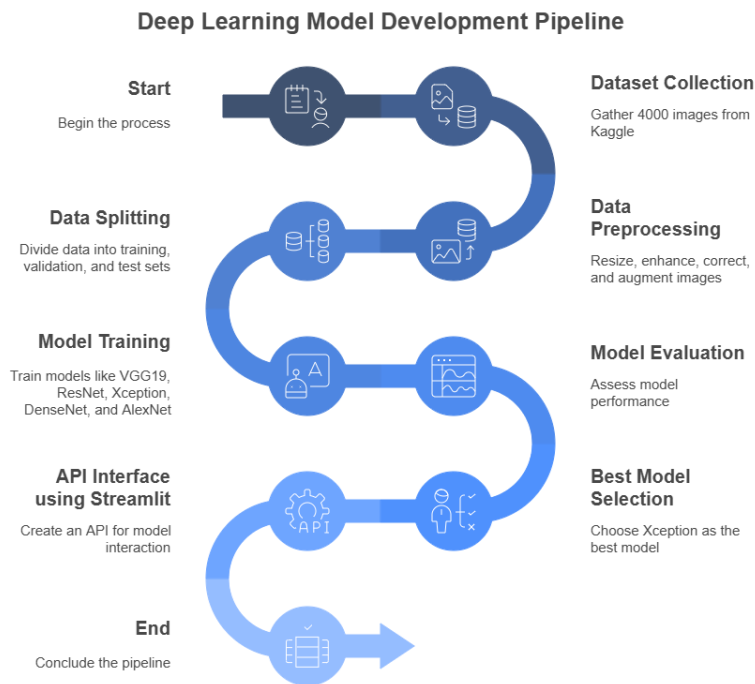 Deep Learning Model Development Pipeline
Start
Begin the process
Dataset Collection
Gather 4000 images from
Kaggle
Data
Preprocessing
Resize, enhance, correct,
and augment images
Data Splitting
Divide data into training,
validation, and test sets
Model Training
Train models like VGG19,
ResNet, Xception,
DenseNet, and AlexNet
A
Model Evaluation
Assess model
performance
Best Model
Selection
Choose Xception as the
best model
API Interface
using Streamlit
Create an API for model
interaction
API
End
Conclude the pipeline